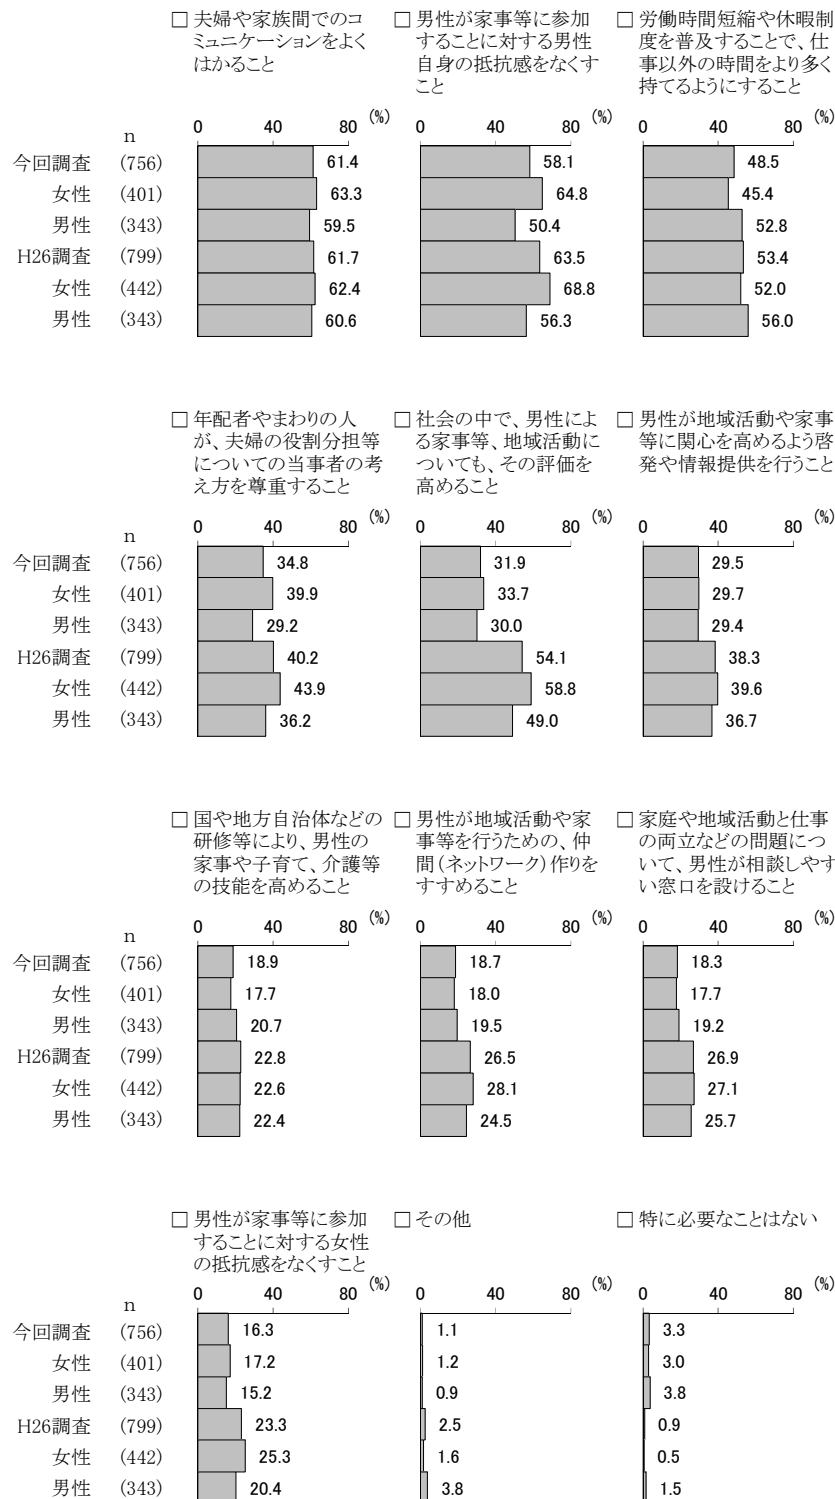 □ 夫婦や家族間でのコ
ミュニケーションをよく
はかること
□ 男性が家事等に参加
することに対する男性
自身の抵抗感をなくす
こと
□ 労働時間短縮や休暇制
度を普及することで、仕
事以外の時間をより多く
持てるようにすること
n 0 40 80 (%) 0 40 80 (%) 0 40 80 (%)
今回調査 (756) 61.4 58.1 48.5
女性 (401) 63.3 64.8 45.4
男性 (343) 59.5 50.4 52.8
H26調査 (799) 61.7 63.5 53.4
女性 (442) 62.4 68.8 52.0
男性 (343) 60.6 56.3 56.0
□ 年配者やまわりの人
が、夫婦の役割分担等
についての当事者の考
え方を尊重すること
□ 社会の中で、男性によ
る家事等、地域活動に
ついても、その評価を
高めること
□ 男性が地域活動や家事
等に関心を高めるよう啓
発や情報提供を行うこと
n 0 40 80 (%) 0 40 80 (%) 0 40 80 (%)
今回調査 (756) 34.8 31.9 29.5
女性 (401) 39.9 33.7 29.7
男性 (343) 29.2 30.0 29.4
H26調査 (799) 40.2 54.1 38.3
女性 (442) 43.9 58.8 39.6
男性 (343) 36.2 49.0 36.7
□ 国や地方自治体などの
研修等により、男性の
家事や子育て、介護等
の技能を高めること
□ 男性が地域活動や家
事等を行うための、仲
間(ネットワーク)作りを
すすめること
□ 家庭や地域活動と仕事
の両立などの問題につ
いて、男性が相談しやす
い窓口を設けること
n 0 40 80 (%) 0 40 80 (%) 0 40 80 (%)
今回調査 (756) 18.9 18.7 18.3
女性 (401) 17.7 18.0 17.7
男性 (343) 20.7 19.5 19.2
H26調査 (799) 22.8 26.5 26.9
女性 (442) 22.6 28.1 27.1
男性 (343) 22.4 24.5 25.7
□ 男性が家事等に参加
することに対する女性
の抵抗感をなくすこと
□ その他
□ 特に必要なことはない
n 0 40 80 (%) 0 40 80 (%) 0 40 80 (%)
今回調査 (756) 16.3 1.1 3.3
女性 (401) 17.2 1.2 3.0
男性 (343) 15.2 0.9 3.8
H26調査 (799) 23.3 2.5 0.9
女性 (442) 25.3 1.6 0.5
男性 (343) 20.4 3.8 1.5